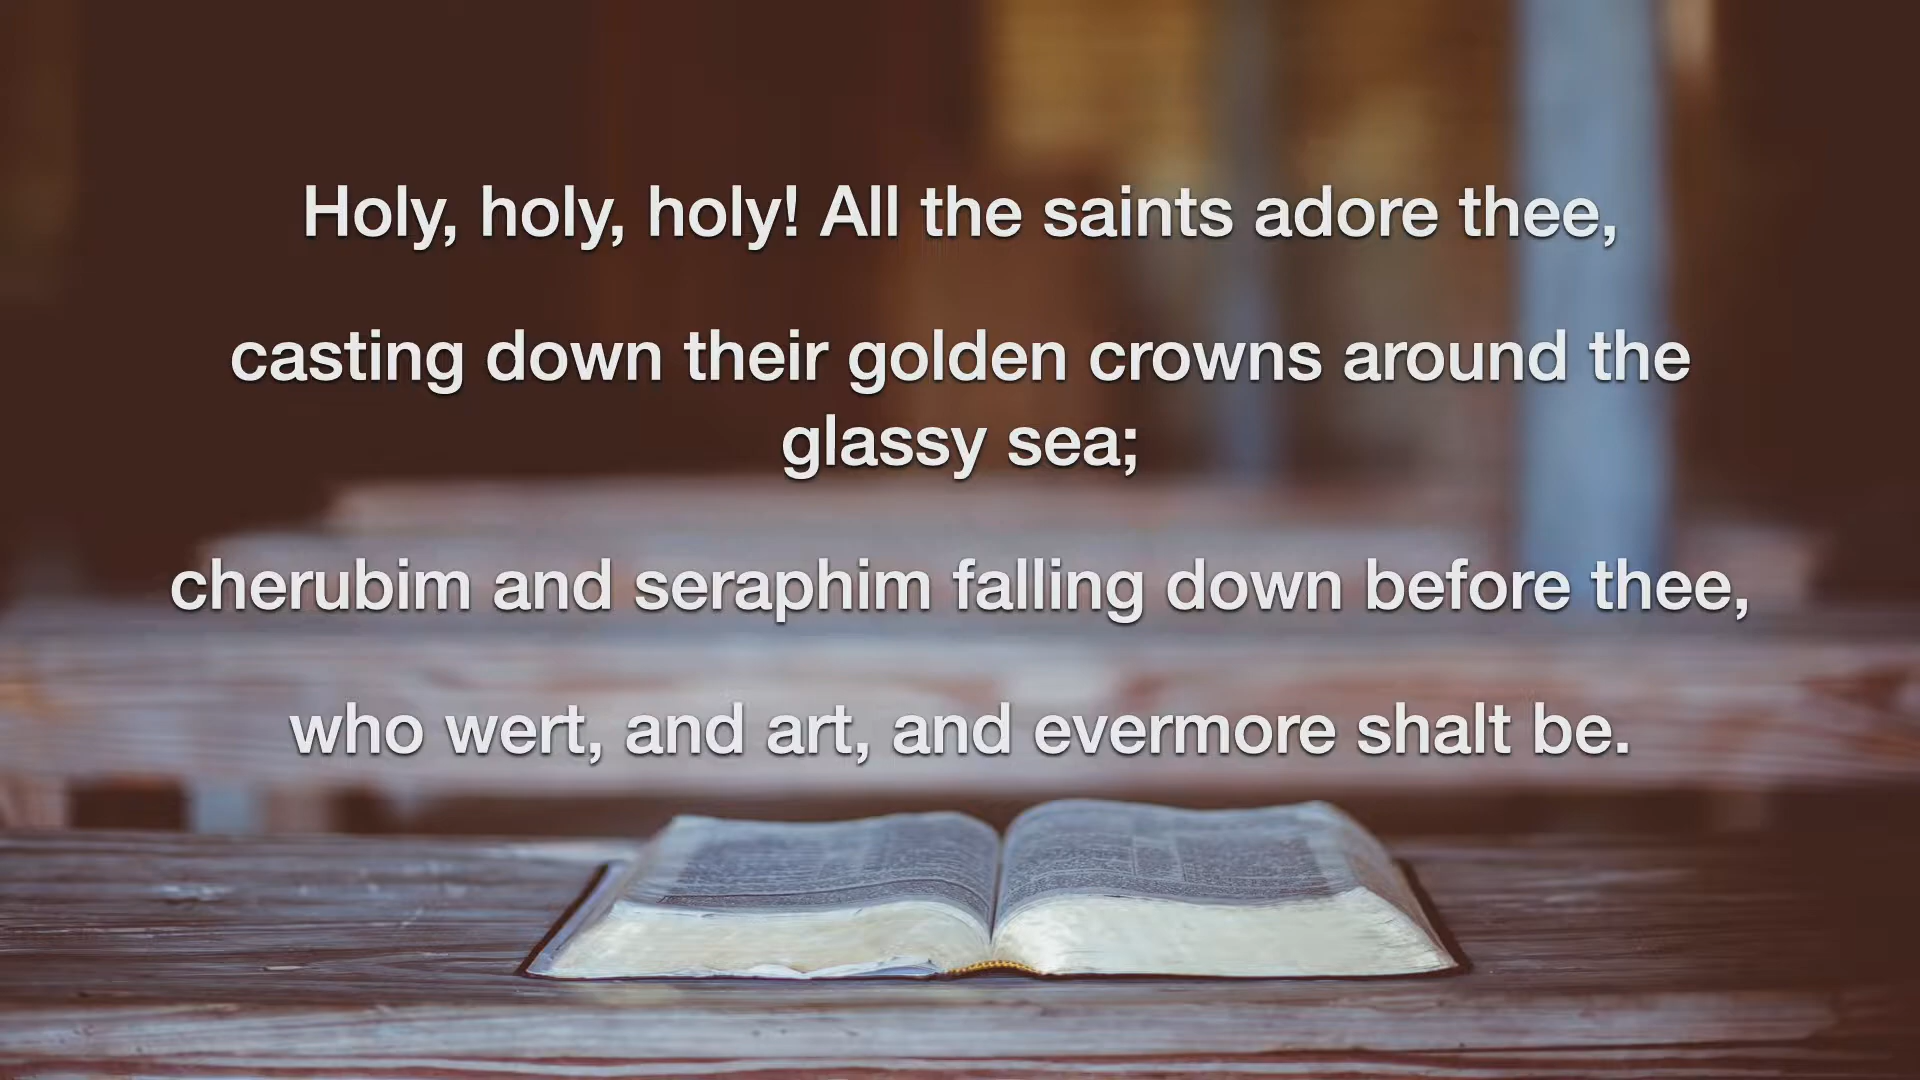 Holy, holy, holy! All the saints adore thee,
casting down their golden crowns around the
glassy sea;
cherubim and seraphim falling down before thee,
who wert, and art, and evermore shalt be.